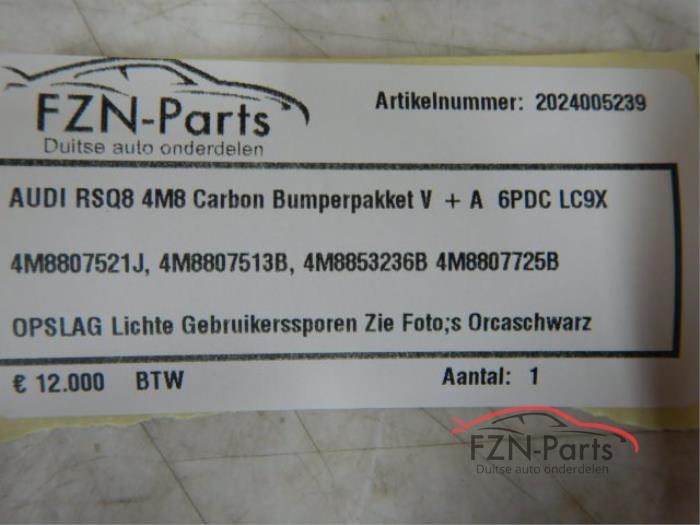 FZN-Parts
Duitse auto onderdelen
Artikelnummer: 2024005239
AUDI RSQ8 4M8 Carbon Bumperpakket V + A 6PDC LC9X
4M8807521J, 4M8807513B, 4M8853236B 4M8807725B
OPSLAG Lichte Gebruikerssporen Zie Foto;s Orcaschwarz
€ 12.000 BTW Aantal: 1
FZN-Parts
Duitse auto onderdelen